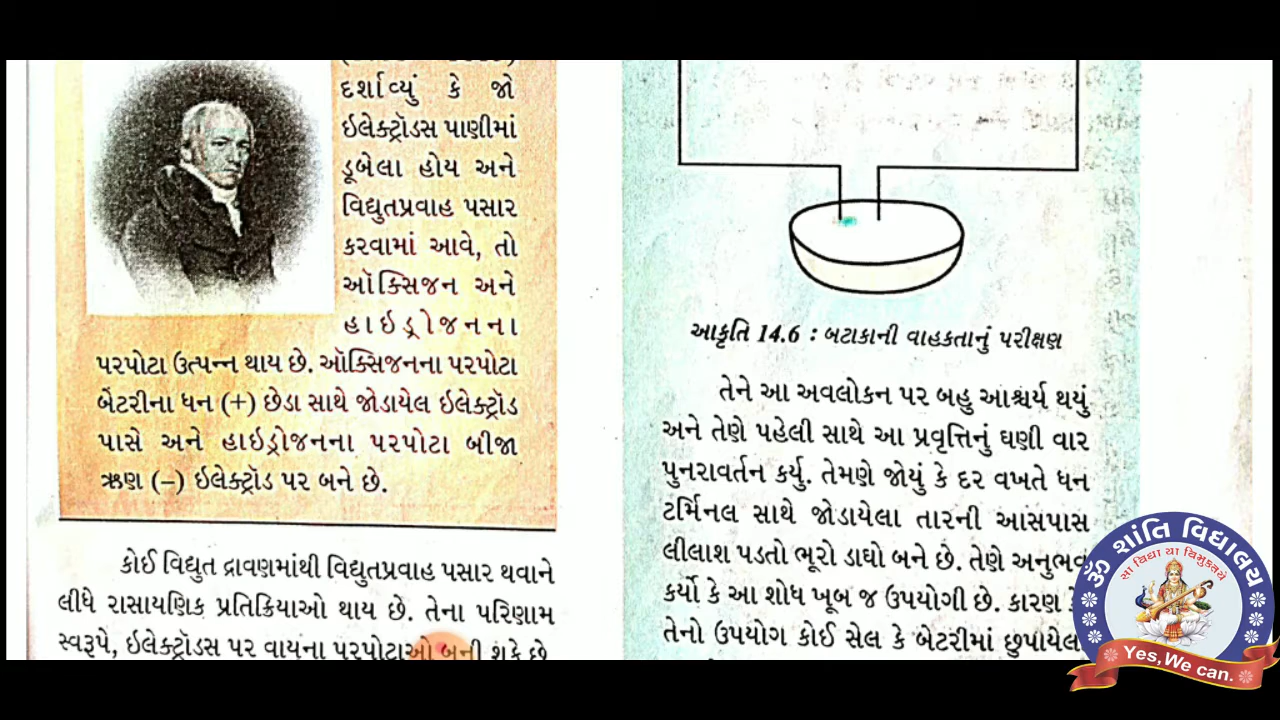 દર્શાવ્યું કે જો
ઇલેક્ટ્રૉડસ પાણીમાં
ડૂબેલા હોય અને
વિદ્યુતપ્રવાહ પસાર
કરવામાં આવે, તો
ઑક્સિજન અને
હાઇડ્રોજનના
પરપોટા ઉત્પન્ન થાય છે. ઑક્સિજનના પરપોટા
બૅટરીના ધન (+) છેડા સાથે જોડાયેલ ઇલેક્ટ્રૉડ
પાસે અને હાઇડ્રોજનના પરપોટા બીજા
ઋણ (–) ઇલેક્ટ્રૉડ પર બને છે.
કોઈ વિદ્યુત દ્રાવણમાંથી વિદ્યુતપ્રવાહ પસાર થવાને
લીધે રાસાયણિક પ્રતિક્રિયાઓ થાય છે. તેના પરિણામ
સ્વરૂપે, ઇલેક્ટ્રૉડસ પર વાયુના પરપોટાઓ બની શકે છે.
આકૃતિ 14.6 : બટાકાની વાહકતાનું પરીક્ષણ
તેને આ અવલોકન પર બહુ આશ્ચર્ય થયું
અને તેણે પહેલી સાથે આ પ્રવૃત્તિનું ઘણી વાર
પુનરાવર્તન કર્યુ. તેમણે જોયું કે દર વખતે ધન
ટર્મિનલ સાથે જોડાયેલા તારની આસપાસ
લીલાશ પડતો ભૂરો ડાઘો બને છે. તેણે અનુભવ
કર્યો કે આ શોધ ખૂબ જ ઉપયોગી છે. કારણ
તેનો ઉપયોગ કોઈ સેલ કે બેટરીમાં છુપાયેલ
ૐ શાંતિ વિદ્યાલય
સા વિદ્યા યા વિમુક્તયે
Yes, We can.